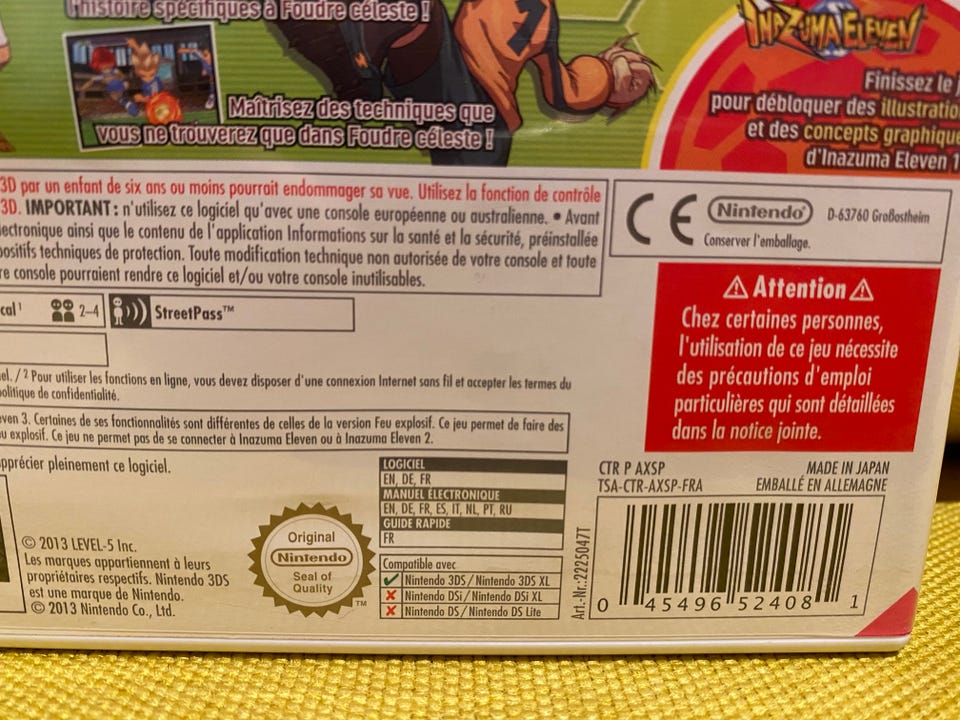 l'histoire spécifiques à Foudre céleste !
Maîtrisez des techniques que
vous ne trouverez que dans Foudre céleste !
INAZUMA ELEVEN
Finissez le
pour débloquer des
et des concepts
d'Inazuma Eleven
3D par un enfant de six ans ou moins pourrait endommager sa vue. Utilisez la fonction de contrôle
3D. IMPORTANT : n'utilisez ce logiciel qu'avec une console européenne ou australienne. • Avant
ainsi que le contenu de l'application Informations sur la santé et la sécurité, préinstallée
techniques de protection. Toute modification technique non autorisée de votre console et toute
console pourraient rendre ce logiciel et/ou votre console inutilisables.
CE Nintendo D-63760 Großostheim
Conserver l'emballage.
⚠ Attention ⚠
Chez certaines personnes,
l'utilisation de ce jeu nécessite
des précautions d'emploi
particulières qui sont détaillées
dans la notice jointe.
cal¹ 2–4 StreetPass™
el. / ² Pour utiliser les fonctions en ligne, vous devez disposer d'une connexion Internet sans fil et accepter les termes du
politique de confidentialité.
ven 3. Certaines de ses fonctionnalités sont différentes de celles de la version Feu explosif. Ce jeu permet de faire des
explosif. Ce jeu ne permet pas de se connecter à Inazuma Eleven ou à Inazuma Eleven 2.
pprécier pleinement ce logiciel.
LOGICIEL
EN, DE, FR
MANUEL ÉLECTRONIQUE
EN, DE, FR, ES, IT, NL, PT, RU
GUIDE RAPIDE
FR
Compatible avec
✓ Nintendo 3DS / Nintendo 3DS XL
✗ Nintendo DSi / Nintendo DSi XL
✗ Nintendo DS / Nintendo DS Lite
© 2013 LEVEL-5 Inc.
Les marques appartiennent à leurs
propriétaires respectifs. Nintendo 3DS
est une marque de Nintendo.
© 2013 Nintendo Co., Ltd.
Original
Nintendo
Seal of
Quality
™
Art.-Nr.:2225047T
CTR P AXSP MADE IN JAPAN
TSA-CTR-AXSP-FRA EMBALLÉ EN ALLEMAGNE
0 45496 52408 1